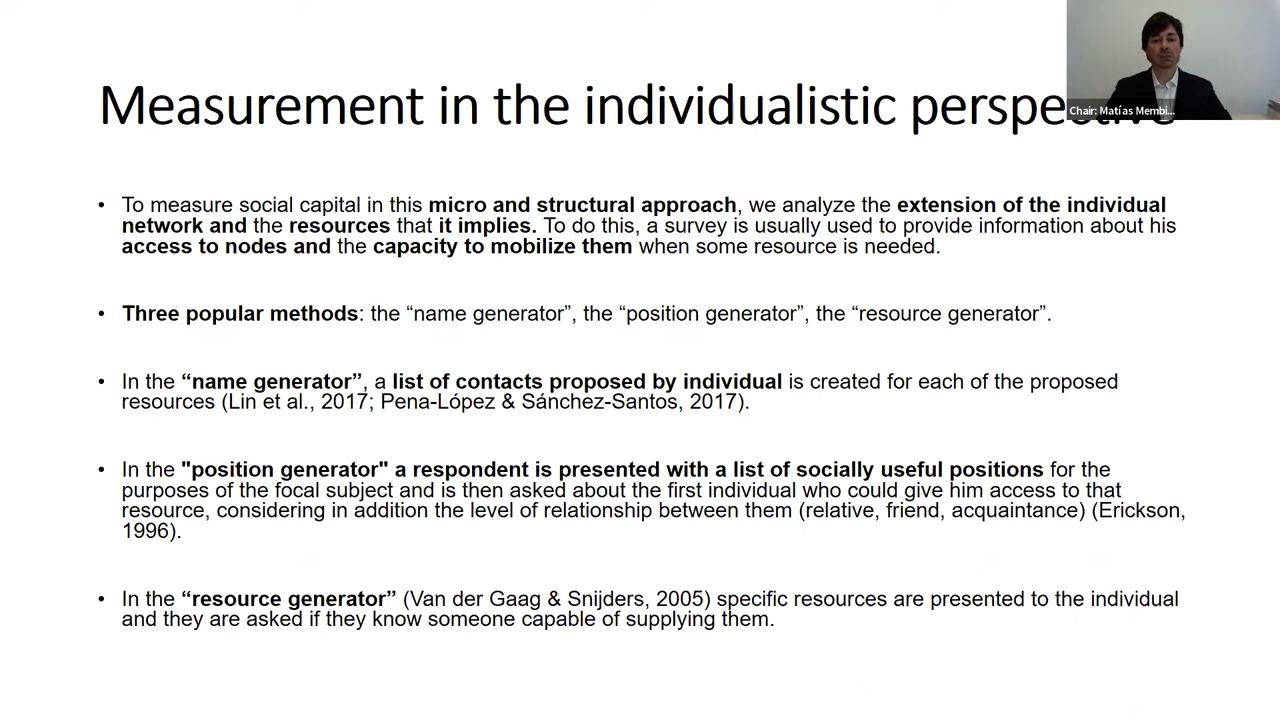 Measurement in the individualistic perspective
Chair: Matías Membi...
• To measure social capital in this micro and structural approach, we analyze the extension of the individual
network and the resources that it implies. To do this, a survey is usually used to provide information about his
access to nodes and the capacity to mobilize them when some resource is needed.
• Three popular methods: the “name generator”, the “position generator”, the “resource generator”.
• In the “name generator”, a list of contacts proposed by individual is created for each of the proposed
resources (Lin et al., 2017; Pena-López & Sánchez-Santos, 2017).
• In the "position generator" a respondent is presented with a list of socially useful positions for the
purposes of the focal subject and is then asked about the first individual who could give him access to that
resource, considering in addition the level of relationship between them (relative, friend, acquaintance) (Erickson,
1996).
• In the “resource generator” (Van der Gaag & Snijders, 2005) specific resources are presented to the individual
and they are asked if they know someone capable of supplying them.